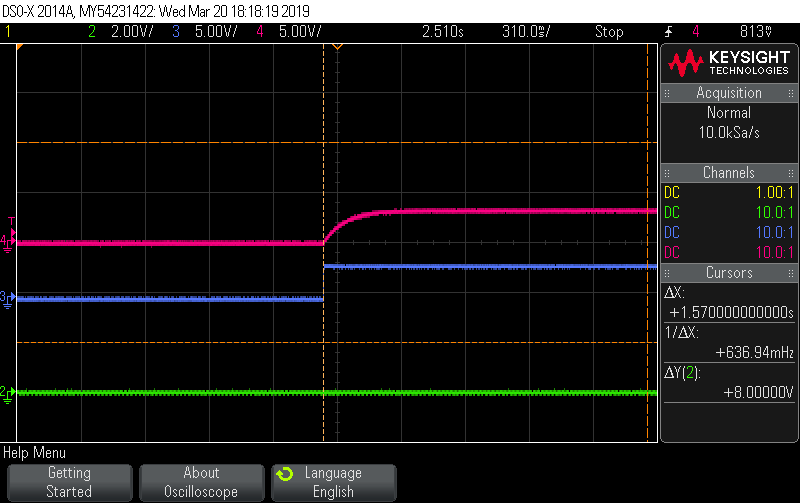 DSO-X 2014A, MY54231422: Wed Mar 20 18:18:19 2019
1 2 2.00V/ 3 5.00V/ 4 5.00V/ 2.510s 310.0ms/ Stop 4 813mV
KEYSIGHT
TECHNOLOGIES
Acquisition
Normal
10.0kSa/s
Channels
DC 1.00:1
DC 10.0:1
DC 10.0:1
DC 10.0:1
Cursors
ΔX:
+1.570000000000s
1/ΔX:
+636.94mHz
ΔY(2):
+8.00000V
T
4
3
2
Help Menu
Getting
Started
About
Oscilloscope
Language
English